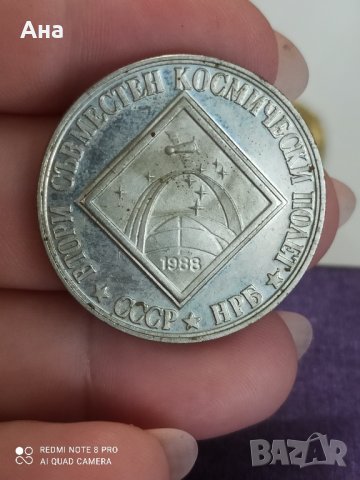 Ана
ВТОРИ СЪВМЕСТЕН КОСМИЧЕСКИ ПОЛЕТ
★ СССР ★ НРБ ★
1988
REDMI NOTE 8 PRO
AI QUAD CAMERA
BAZAR